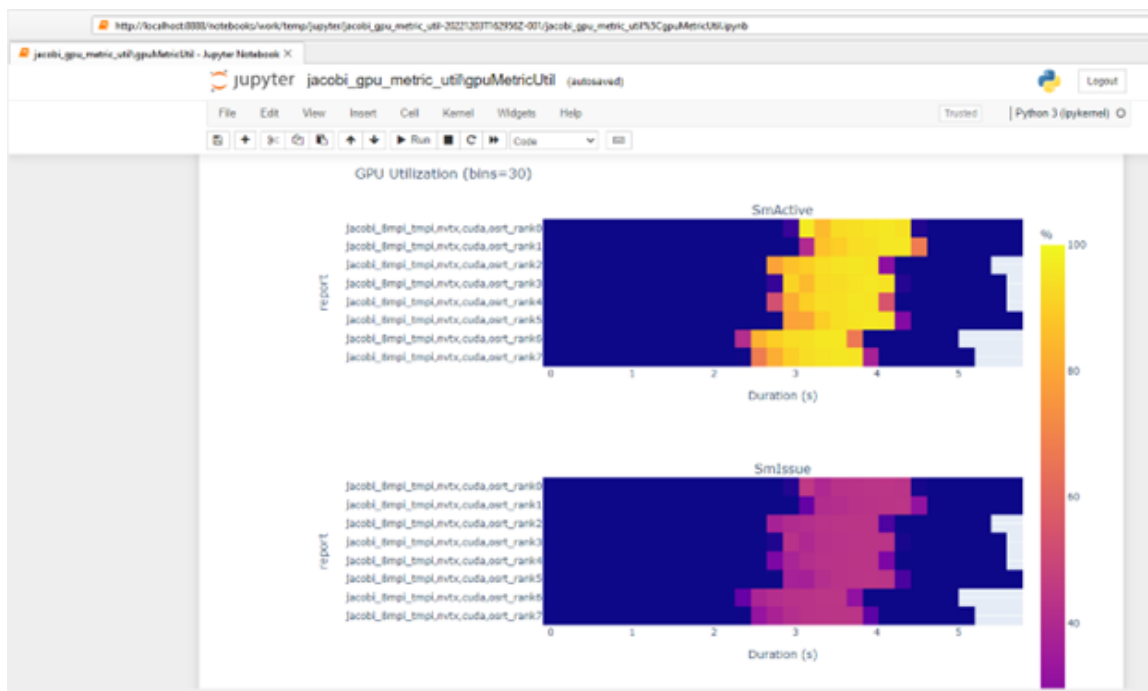 http://localhost:8888/notebooks/work/temp/jupyter/jacobi_gpu_metric_util-20221203T162956Z-001/jacobi_gpu_metric_util%5CgpuMetricUtil.ipynb
jacobi_gpu_metric_util\gpuMetricUtil - Jupyter Notebook X
jupyter jacobi_gpu_metric_util\gpuMetricUtil (autosaved) Logout
File Edit View Insert Cell Kernel Widgets Help Trusted Python 3 (ipykernel)
Run Code
GPU Utilization (bins=30)
SmActive
report
jacobi_8mpi_tmpi,nvtx,cuda,osrt_rank0
jacobi_8mpi_tmpi,nvtx,cuda,osrt_rank1
jacobi_8mpi_tmpi,nvtx,cuda,osrt_rank2
jacobi_8mpi_tmpi,nvtx,cuda,osrt_rank3
jacobi_8mpi_tmpi,nvtx,cuda,osrt_rank4
jacobi_8mpi_tmpi,nvtx,cuda,osrt_rank5
jacobi_8mpi_tmpi,nvtx,cuda,osrt_rank6
jacobi_8mpi_tmpi,nvtx,cuda,osrt_rank7
0 1 2 3 4 5
Duration (s)
%
100
80
60
40
SmIssue
report
jacobi_8mpi_tmpi,nvtx,cuda,osrt_rank0
jacobi_8mpi_tmpi,nvtx,cuda,osrt_rank1
jacobi_8mpi_tmpi,nvtx,cuda,osrt_rank2
jacobi_8mpi_tmpi,nvtx,cuda,osrt_rank3
jacobi_8mpi_tmpi,nvtx,cuda,osrt_rank4
jacobi_8mpi_tmpi,nvtx,cuda,osrt_rank5
jacobi_8mpi_tmpi,nvtx,cuda,osrt_rank6
jacobi_8mpi_tmpi,nvtx,cuda,osrt_rank7
0 1 2 3 4 5
Duration (s)